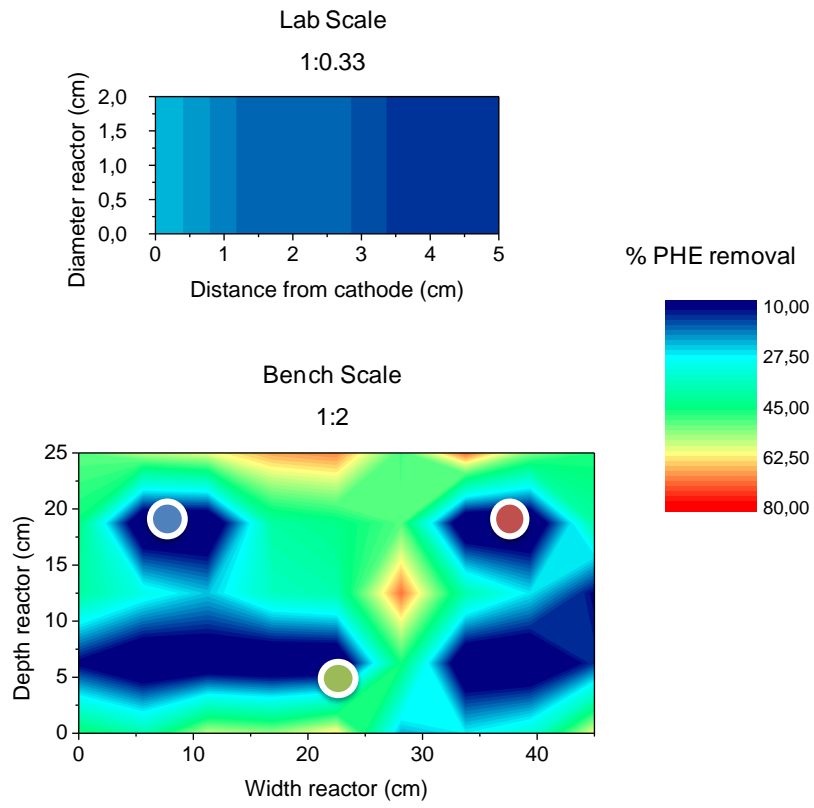 Lab Scale
1:0.33
Diameter reactor (cm)
2,0
1,5
1,0
0,5
0,0
0 1 2 3 4 5
Distance from cathode (cm)
% PHE removal
10,00
27,50
45,00
62,50
80,00
Bench Scale
1:2
Depth reactor (cm)
25
20
15
10
5
0
0 10 20 30 40
Width reactor (cm)